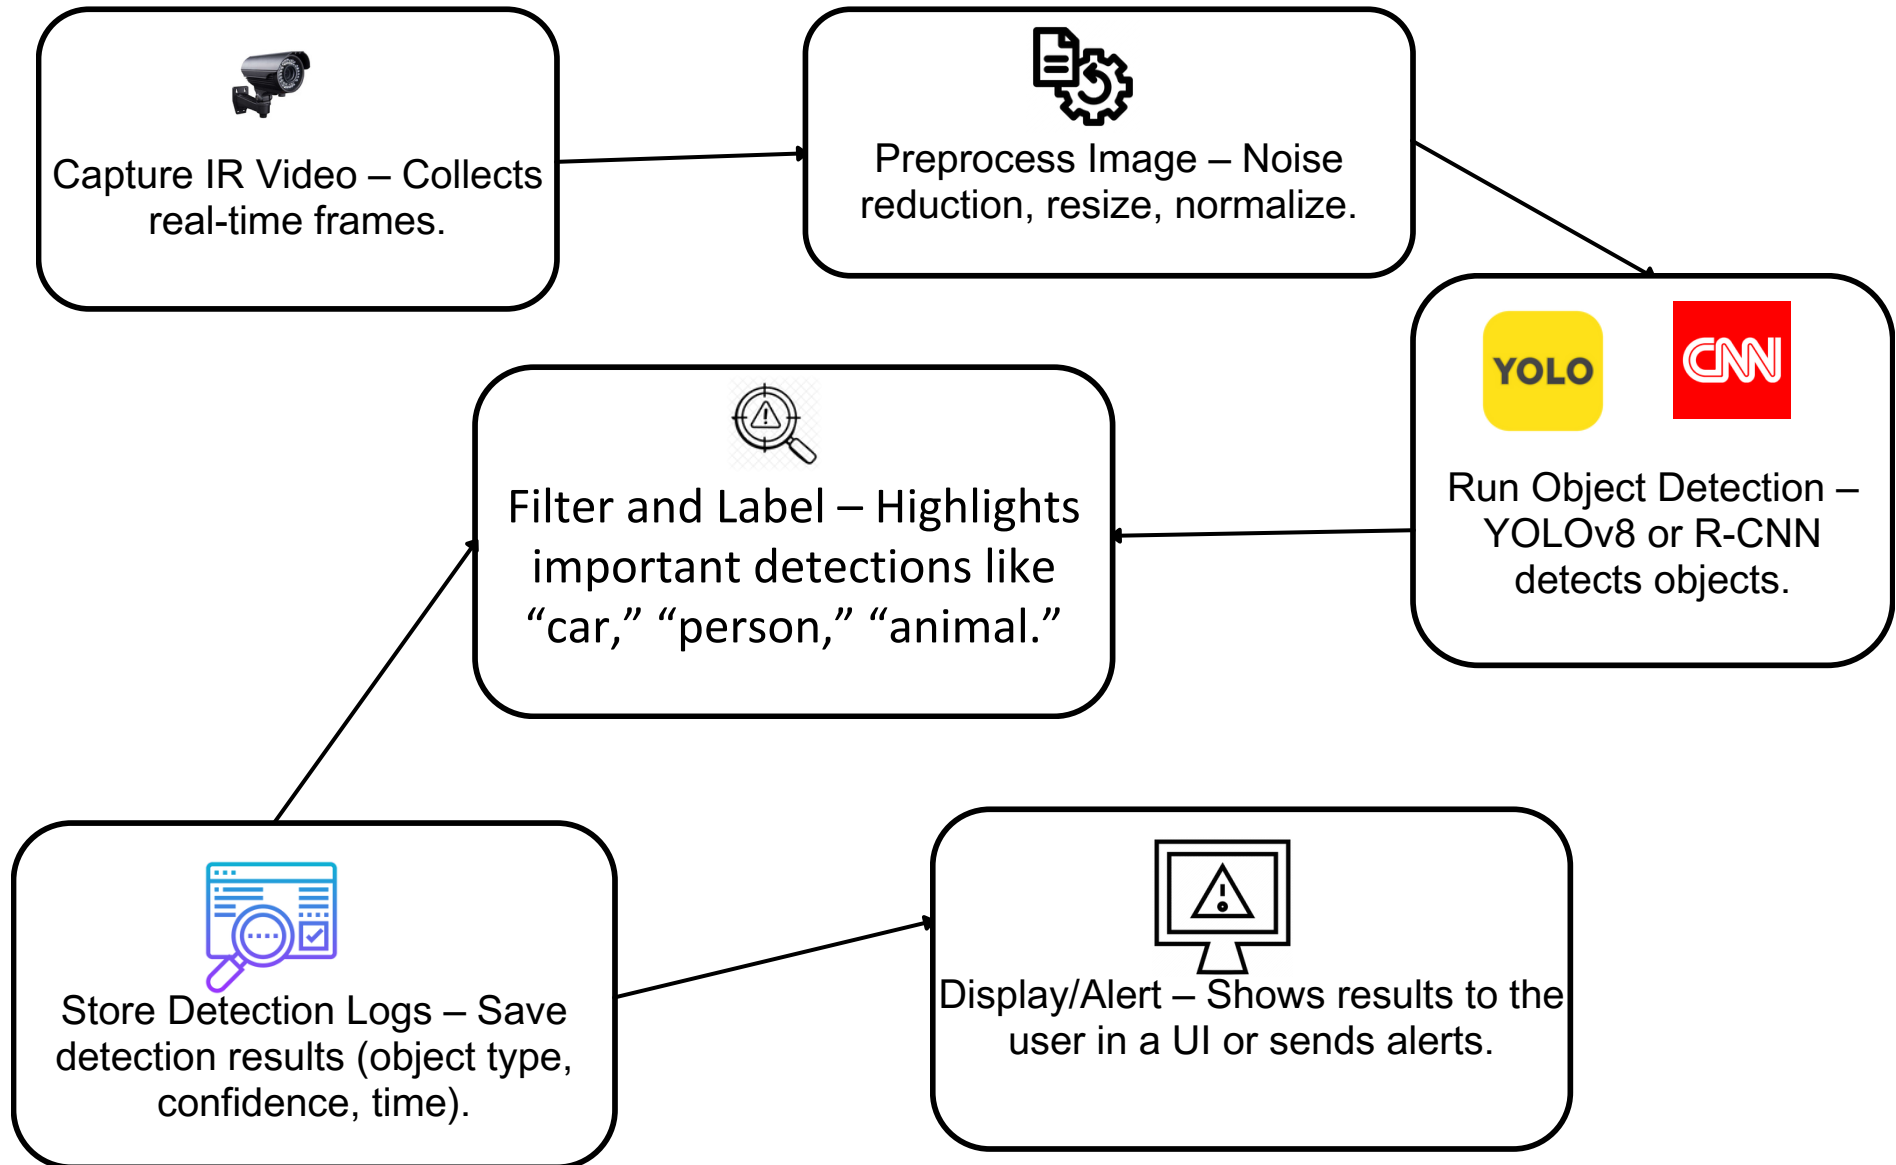 Capture IR Video – Collects
real-time frames.
Preprocess Image – Noise
reduction, resize, normalize.
YOLO
CNN
Run Object Detection –
YOLOv8 or R-CNN
detects objects.
Filter and Label – Highlights
important detections like
“car,” “person,” “animal.”
Store Detection Logs – Save
detection results (object type,
confidence, time).
Display/Alert – Shows results to the
user in a UI or sends alerts.